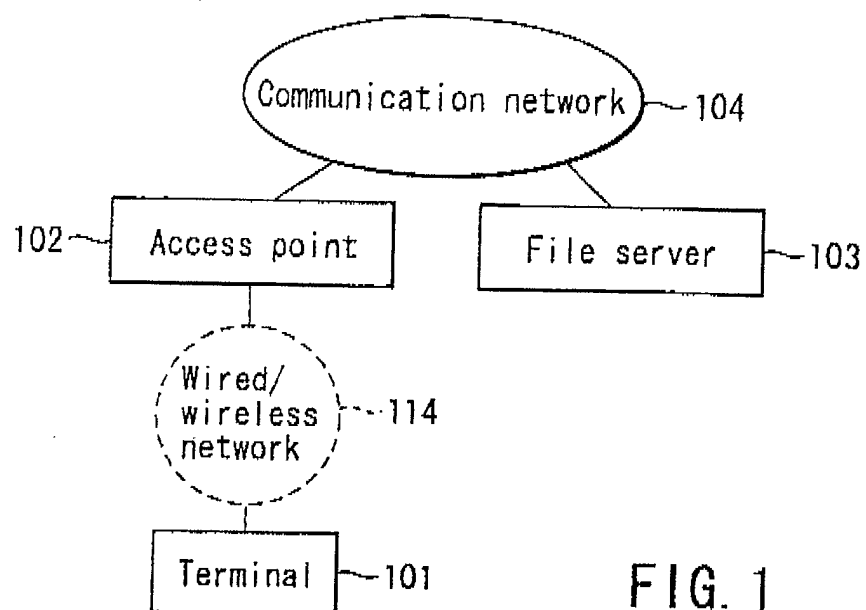 Communication network
104
102
Access point
File server
103
Wired/
wireless
network
114
Terminal
101
FIG. 1